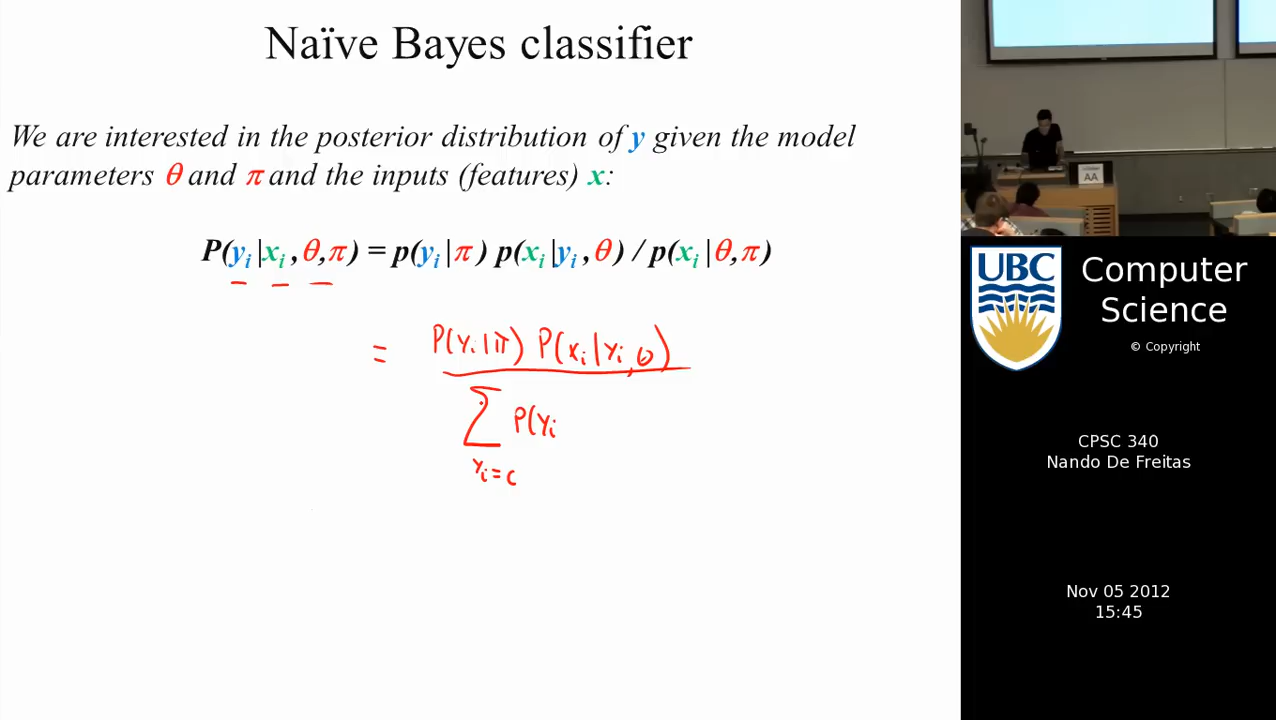 Naïve Bayes classifier
We are interested in the posterior distribution of y given the model
parameters θ and π and the inputs (features) x:
P(yᵢ|xᵢ,θ,π) = p(yᵢ|π) p(xᵢ|yᵢ,θ) / p(xᵢ|θ,π)
= P(yᵢ|π) P(xᵢ|yᵢ,θ)
∑ P(yᵢ
yᵢ=c
AA
UBC
Computer
Science
© Copyright
CPSC 340
Nando De Freitas
Nov 05 2012
15:45